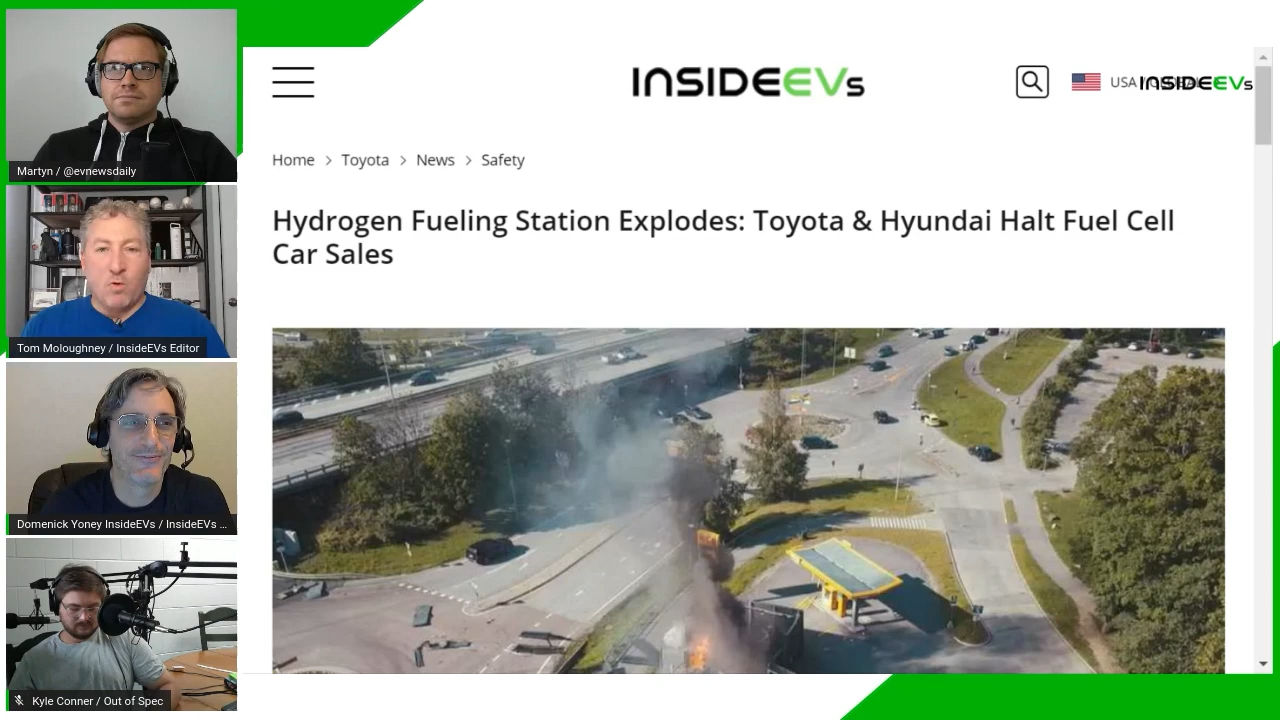 Martyn / @evnewsdaily
Tom Moloughney / InsideEVs Editor
Domenick Yoney InsideEVs / InsideEVs ...
Kyle Conner / Out of Spec
INSIDEEVs
USA
INSIDEEVs
Home > Toyota > News > Safety
Hydrogen Fueling Station Explodes: Toyota & Hyundai Halt Fuel Cell
Car Sales